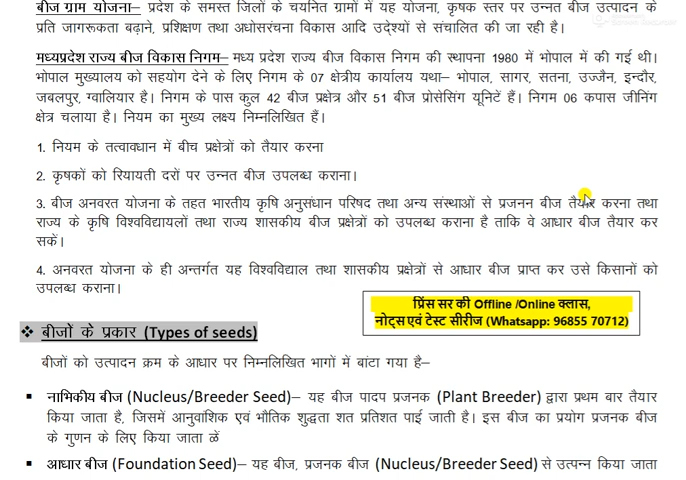 बीज ग्राम योजना– प्रदेश के समस्त जिलों के चयनित ग्रामों में यह योजना, कृषक स्तर पर उन्नत बीज उत्पादन के
प्रति जागरूकता बढ़ाने, प्रशिक्षण तथा अधोसरंचना विकास आदि उद्देश्यों से संचालित की जा रही है।
मध्यप्रदेश राज्य बीज विकास निगम– मध्य प्रदेश राज्य बीज विकास निगम की स्थापना 1980 में भोपाल में की गई थी।
भोपाल मुख्यालय को सहयोग देने के लिए निगम के 07 क्षेत्रीय कार्यालय यथा– भोपाल, सागर, सतना, उज्जैन, इन्दौर,
जबलपुर, ग्वालियार है। निगम के पास कुल 42 बीज प्रक्षेत्र और 51 बीज प्रोसेसिंग यूनिटें हैं। निगम 06 कपास जीनिंग
क्षेत्र चलाया है। नियम का मुख्य लक्ष्य निम्नलिखित हैं।
1. नियम के तत्वावधान में बीच प्रक्षेत्रों को तैयार करना
2. कृषकों को रियायती दरों पर उन्नत बीज उपलब्ध कराना।
3. बीज अनवरत योजना के तहत भारतीय कृषि अनुसंधान परिषद तथा अन्य संस्थाओं से प्रजनन बीज तैयार करना तथा
राज्य के कृषि विश्वविद्यायलों तथा राज्य शासकीय बीज प्रक्षेत्रों को उपलब्ध कराना है ताकि वे आधार बीज तैयार कर
सकें।
4. अनवरत योजना के ही अन्तर्गत यह विश्वविद्याल तथा शासकीय प्रक्षेत्रों से आधार बीज प्राप्त कर उसे किसानों को
उपलब्ध कराना।
प्रिंस सर की Offline /Online क्लास,
नोट्स एवं टेस्ट सीरीज (Whatsapp: 96855 70712)
❖ बीजों के प्रकार (Types of seeds)
बीजों को उत्पादन क्रम के आधार पर निम्नलिखित भागों में बांटा गया है–
▪ नाभिकीय बीज (Nucleus/Breeder Seed)– यह बीज पादप प्रजनक (Plant Breeder) द्वारा प्रथम बार तैयार
किया जाता है, जिसमें आनुवांशिक एवं भौतिक शुद्धता शत प्रतिशत पाई जाती है। इस बीज का प्रयोग प्रजनक बीज
के गुणन के लिए किया जाता ळें
▪ आधार बीज (Foundation Seed)– यह बीज, प्रजनक बीज (Nucleus/Breeder Seed) से उत्पन्न किया जाता